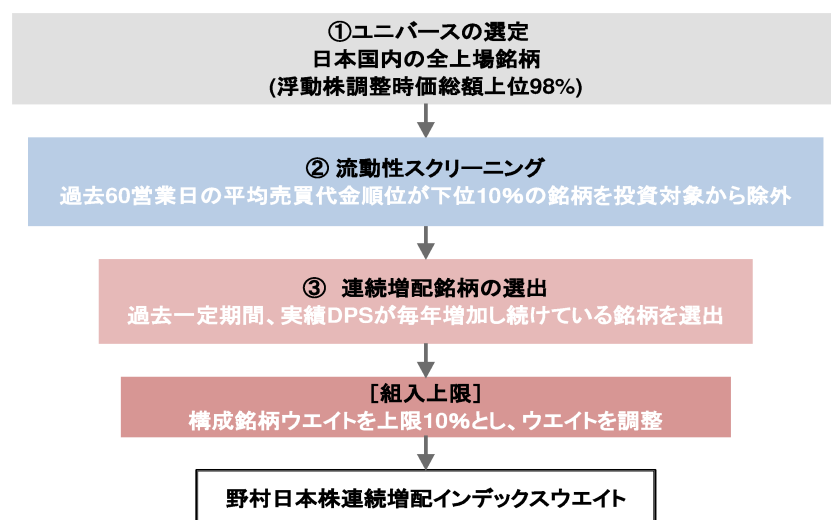 ①ユニバースの選定
日本国内の全上場銘柄
(浮動株調整時価総額上位98%)
② 流動性スクリーニング
過去60営業日の平均売買代金順位が下位10%の銘柄を投資対象から除外
③ 連続増配銘柄の選出
過去一定期間、実績DPSが毎年増加し続けている銘柄を選出
[組入上限]
構成銘柄ウエイトを上限10%とし、ウエイトを調整
野村日本株連続増配インデックスウエイト